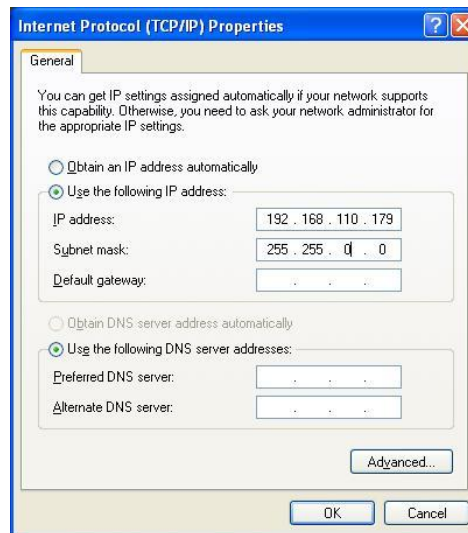 Internet Protocol (TCP/IP) Properties
General
You can get IP settings assigned automatically if your network supports
this capability. Otherwise, you need to ask your network administrator for
the appropriate IP settings.
Obtain an IP address automatically
Use the following IP address:
IP address: 192 . 168 . 110 . 179
Subnet mask: 255 . 255 . 0 . 0
Default gateway: . . .
Obtain DNS server address automatically
Use the following DNS server addresses:
Preferred DNS server: . . .
Alternate DNS server: . . .
Advanced...
OK Cancel